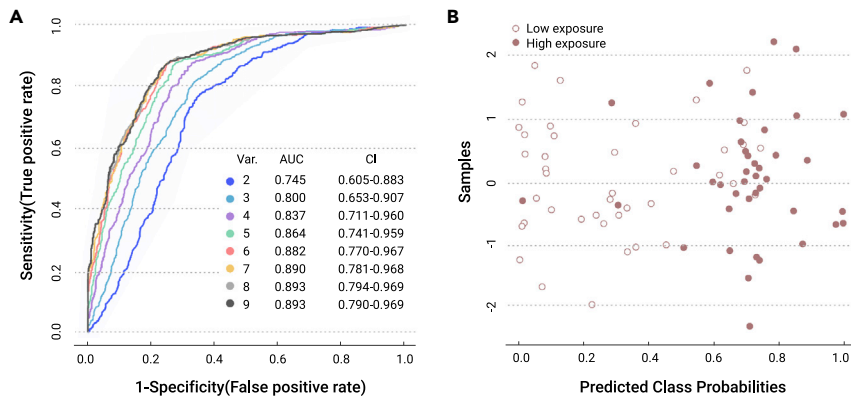 A
1.0
0.8
0.6
0.4
0.2
0.0
Sensitivity(True positive rate)
Var. AUC CI
2 0.745 0.605-0.883
3 0.800 0.653-0.907
4 0.837 0.711-0.960
5 0.864 0.741-0.959
6 0.882 0.770-0.967
7 0.890 0.781-0.968
8 0.893 0.794-0.969
9 0.893 0.790-0.969
0.0 0.2 0.4 0.6 0.8 1.0
1-Specificity(False positive rate)
B
Low exposure
High exposure
2
1
0
-1
-2
Samples
0.0 0.2 0.4 0.6 0.8 1.0
Predicted Class Probabilities